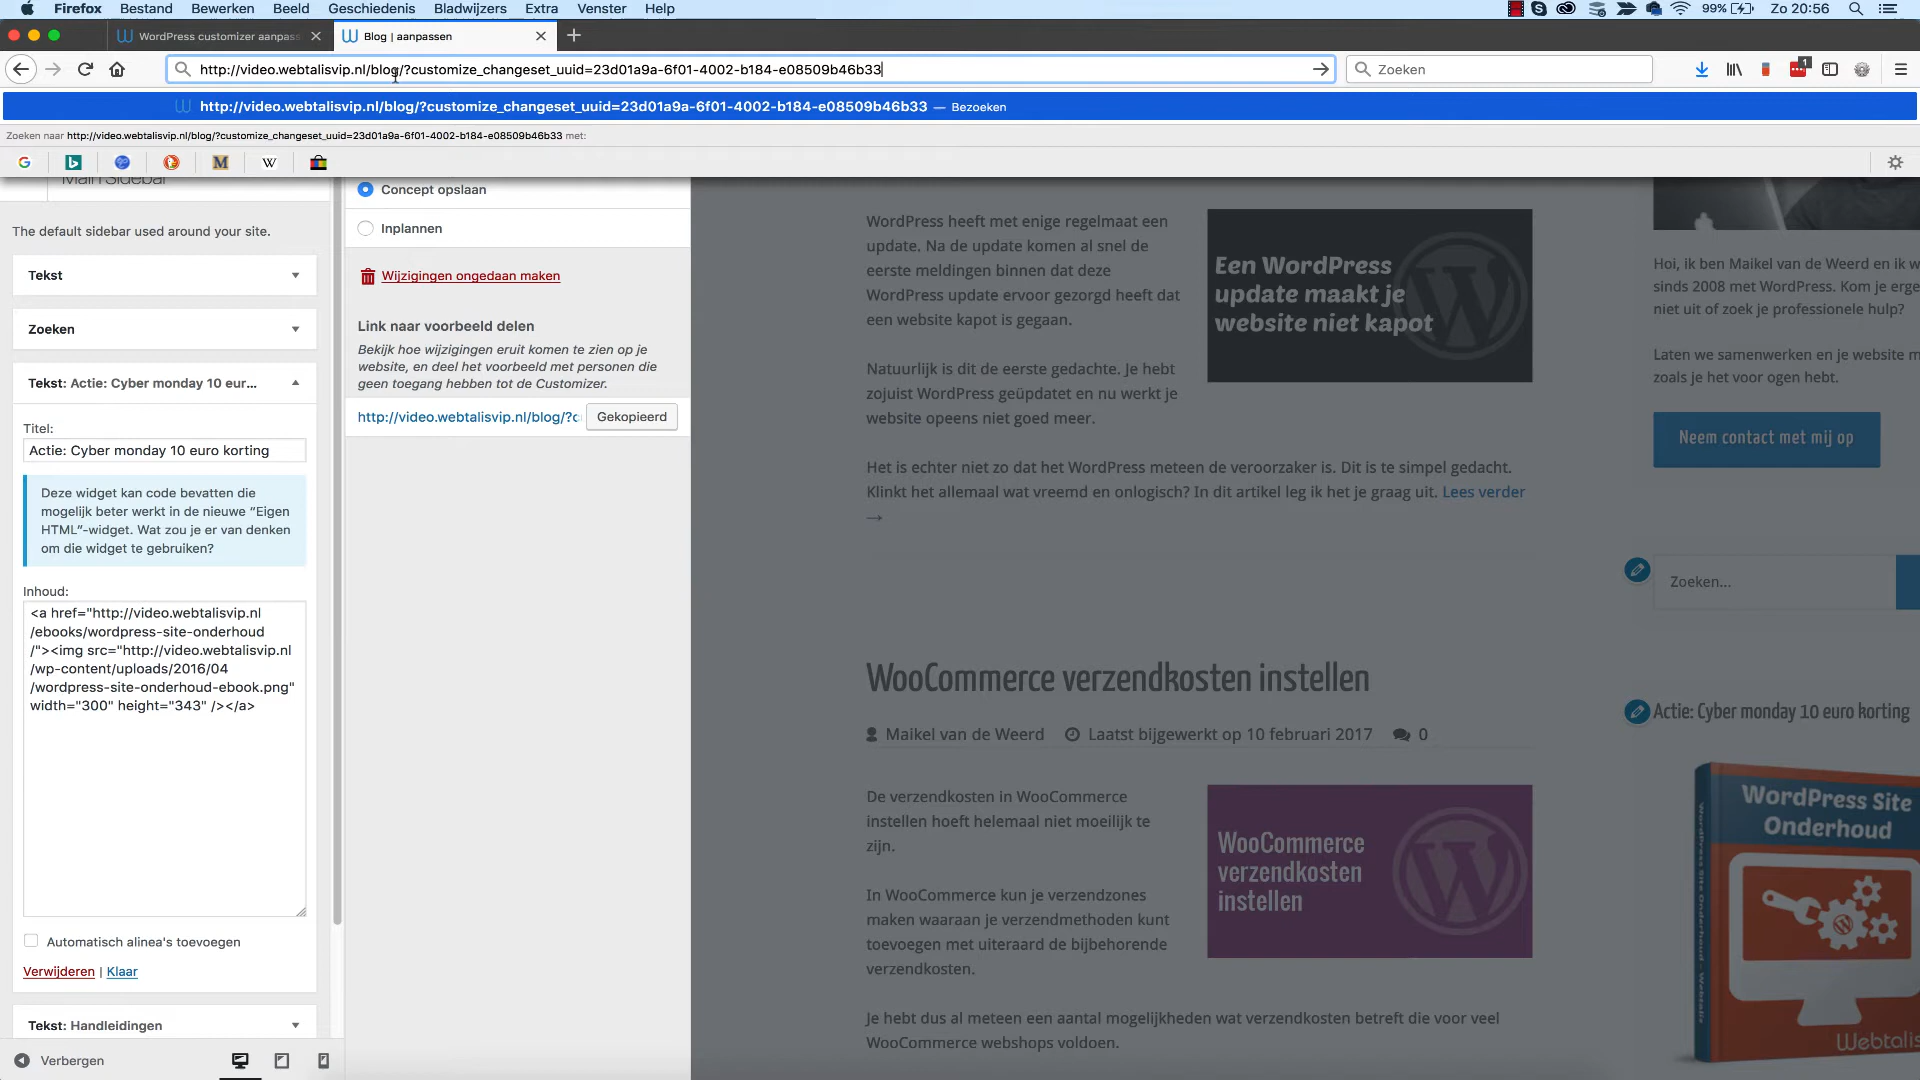 Firefox Bestand Bewerken Beeld Geschiedenis Bladwijzers Extra Venster Help 99% Zo 20:56
WordPress customizer aanpass
Blog | aanpassen
http://video.webtalisvip.nl/blog/?customize_changeset_uuid=23d01a9a-6f01-4002-b184-e08509b46b33
Zoeken
1
http://video.webtalisvip.nl/blog/?customize_changeset_uuid=23d01a9a-6f01-4002-b184-e08509b46b33 — Bezoeken
Zoeken naar http://video.webtalisvip.nl/blog/?customize_changeset_uuid=23d01a9a-6f01-4002-b184-e08509b46b33 met:
Main Sidebar
The default sidebar used around your site.
Tekst
Zoeken
Tekst: Actie: Cyber monday 10 eur...
Titel:
Actie: Cyber monday 10 euro korting
Deze widget kan code bevatten die
mogelijk beter werkt in de nieuwe “Eigen
HTML”-widget. Wat zou je er van denken
om die widget te gebruiken?
Inhoud:
<a href="http://video.webtalisvip.nl
/ebooks/wordpress-site-onderhoud
/"><img src="http://video.webtalisvip.nl
/wp-content/uploads/2016/04
/wordpress-site-onderhoud-ebook.png"
width="300" height="343" /></a>
Automatisch alinea's toevoegen
Verwijderen | Klaar
Tekst: Handleidingen
Verbergen
Concept opslaan
Inplannen
Wijzigingen ongedaan maken
Link naar voorbeeld delen
Bekijk hoe wijzigingen eruit komen te zien op je
website, en deel het voorbeeld met personen die
geen toegang hebben tot de Customizer.
http://video.webtalisvip.nl/blog/?c
Gekopieerd
WordPress heeft met enige regelmaat een
update. Na de update komen al snel de
eerste meldingen binnen dat deze
WordPress update ervoor gezorgd heeft dat
een website kapot is gegaan.
Natuurlijk is dit de eerste gedachte. Je hebt
zojuist WordPress geüpdatet en nu werkt je
website opeens niet goed meer.
Het is echter niet zo dat het WordPress meteen de veroorzaker is. Dit is te simpel gedacht.
Klinkt het allemaal wat vreemd en onlogisch? In dit artikel leg ik het je graag uit. Lees verder
→
Een WordPress
update maakt je
website niet kapot
WooCommerce verzendkosten instellen
Maikel van de Weerd Laatst bijgewerkt op 10 februari 2017 0
De verzendkosten in WooCommerce
instellen hoeft helemaal niet moeilijk te
zijn.
In WooCommerce kun je verzendzones
maken waaraan je verzendmethoden kunt
toevoegen met uiteraard de bijbehorende
verzendkosten.
Je hebt dus al meteen een aantal mogelijkheden wat verzendkosten betreft die voor veel
WooCommerce webshops voldoen.
WooCommerce
verzendkosten
instellen
Hoi, ik ben Maikel van de Weerd en ik w
sinds 2008 met WordPress. Kom je erge
niet uit of zoek je professionele hulp?
Laten we samenwerken en je website m
zoals je het voor ogen hebt.
Neem contact met mij op
Zoeken...
Actie: Cyber monday 10 euro korting
WordPress Site
Onderhoud
WordPress Site Onderhoud - Webtalis
Webtalis